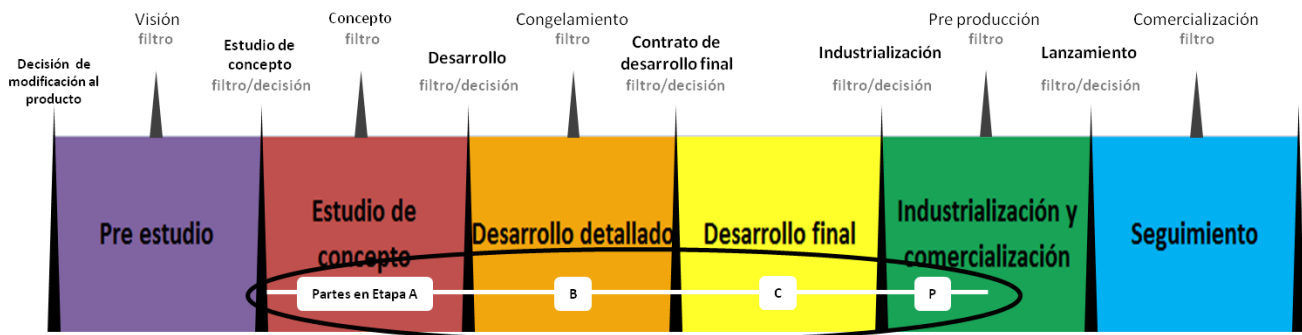 Visión
filtro
Concepto
filtro
Congelamiento
filtro
Pre producción
filtro
Comercialización
filtro
Decisión de
modificación al
producto
Estudio de
concepto
filtro/decisión
Desarrollo
filtro/decisión
Contrato de
desarrollo final
filtro/decisión
Industrialización
filtro/decisión
Lanzamiento
filtro/decisión
Pre estudio
Estudio de
concepto
Desarrollo detallado
Desarrollo final
Industrialización y
comercialización
Seguimiento
Partes en Etapa A
B
C
P